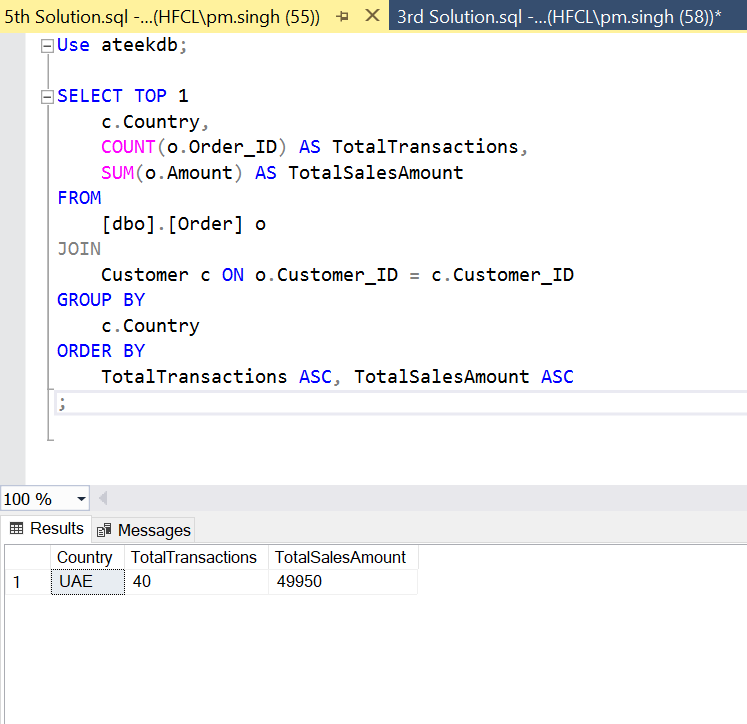 5th Solution.sql -...(HFCL\pm.singh (55)) 3rd Solution.sql -...(HFCL\pm.singh (58))*
Use ateekdb;
SELECT TOP 1
c.Country,
COUNT(o.Order_ID) AS TotalTransactions,
SUM(o.Amount) AS TotalSalesAmount
FROM
[dbo].[Order] o
JOIN
Customer c ON o.Customer_ID = c.Customer_ID
GROUP BY
c.Country
ORDER BY
TotalTransactions ASC, TotalSalesAmount ASC
;
100 %
Results Messages
Country TotalTransactions TotalSalesAmount
1 UAE 40 49950